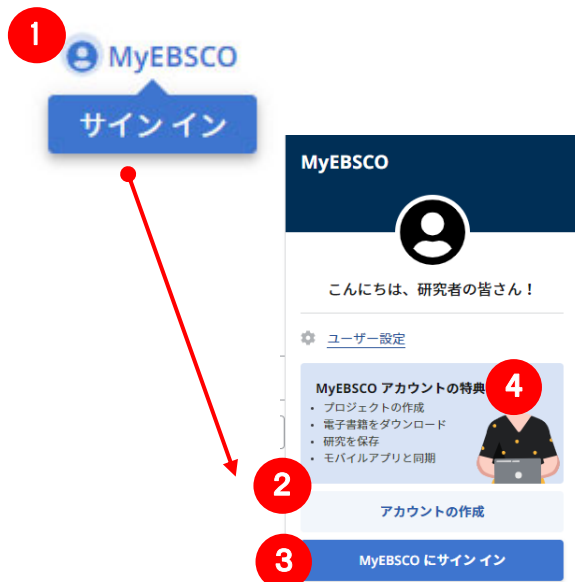 1
MyEBSCO
サイン イン
MyEBSCO
こんにちは、研究者の皆さん！
ユーザー設定
4
MyEBSCO アカウントの特典
• プロジェクトの作成
• 電子書籍をダウンロード
• 研究を保存
• モバイルアプリと同期
2
アカウントの作成
3
MyEBSCO にサイン イン